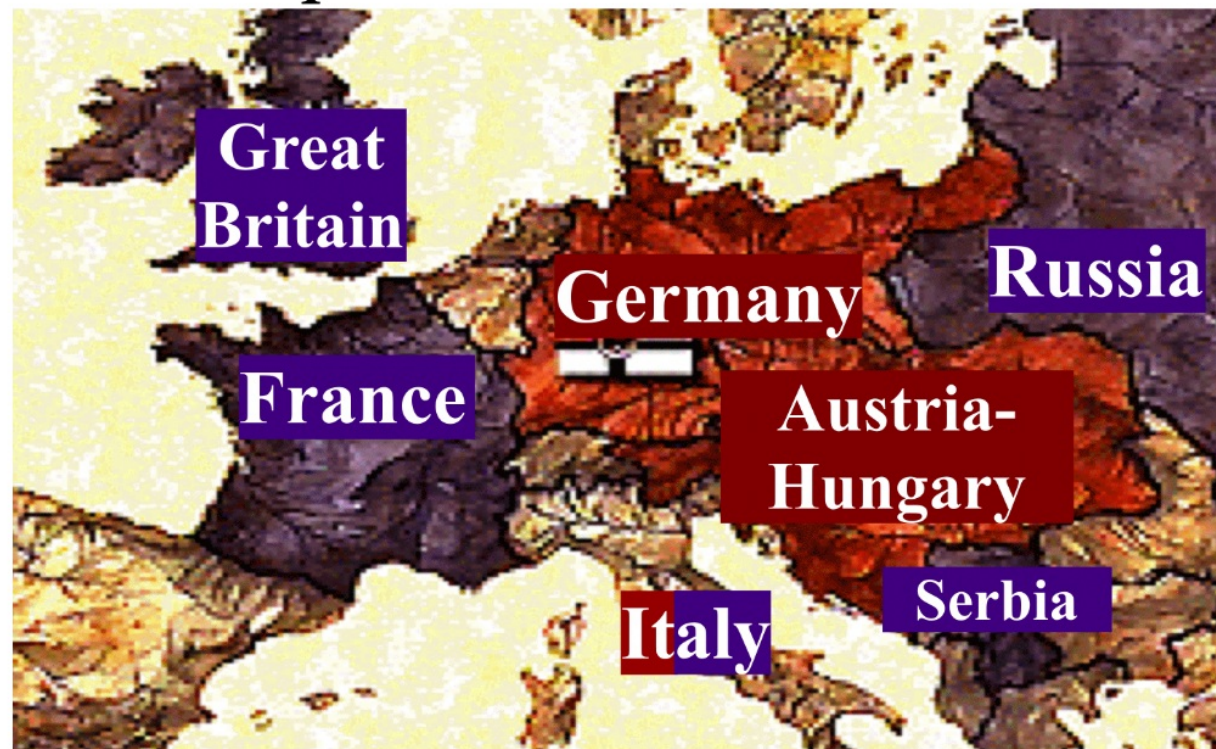 Great
Britain
Germany
Russia
France
Austria-
Hungary
Serbia
Italy